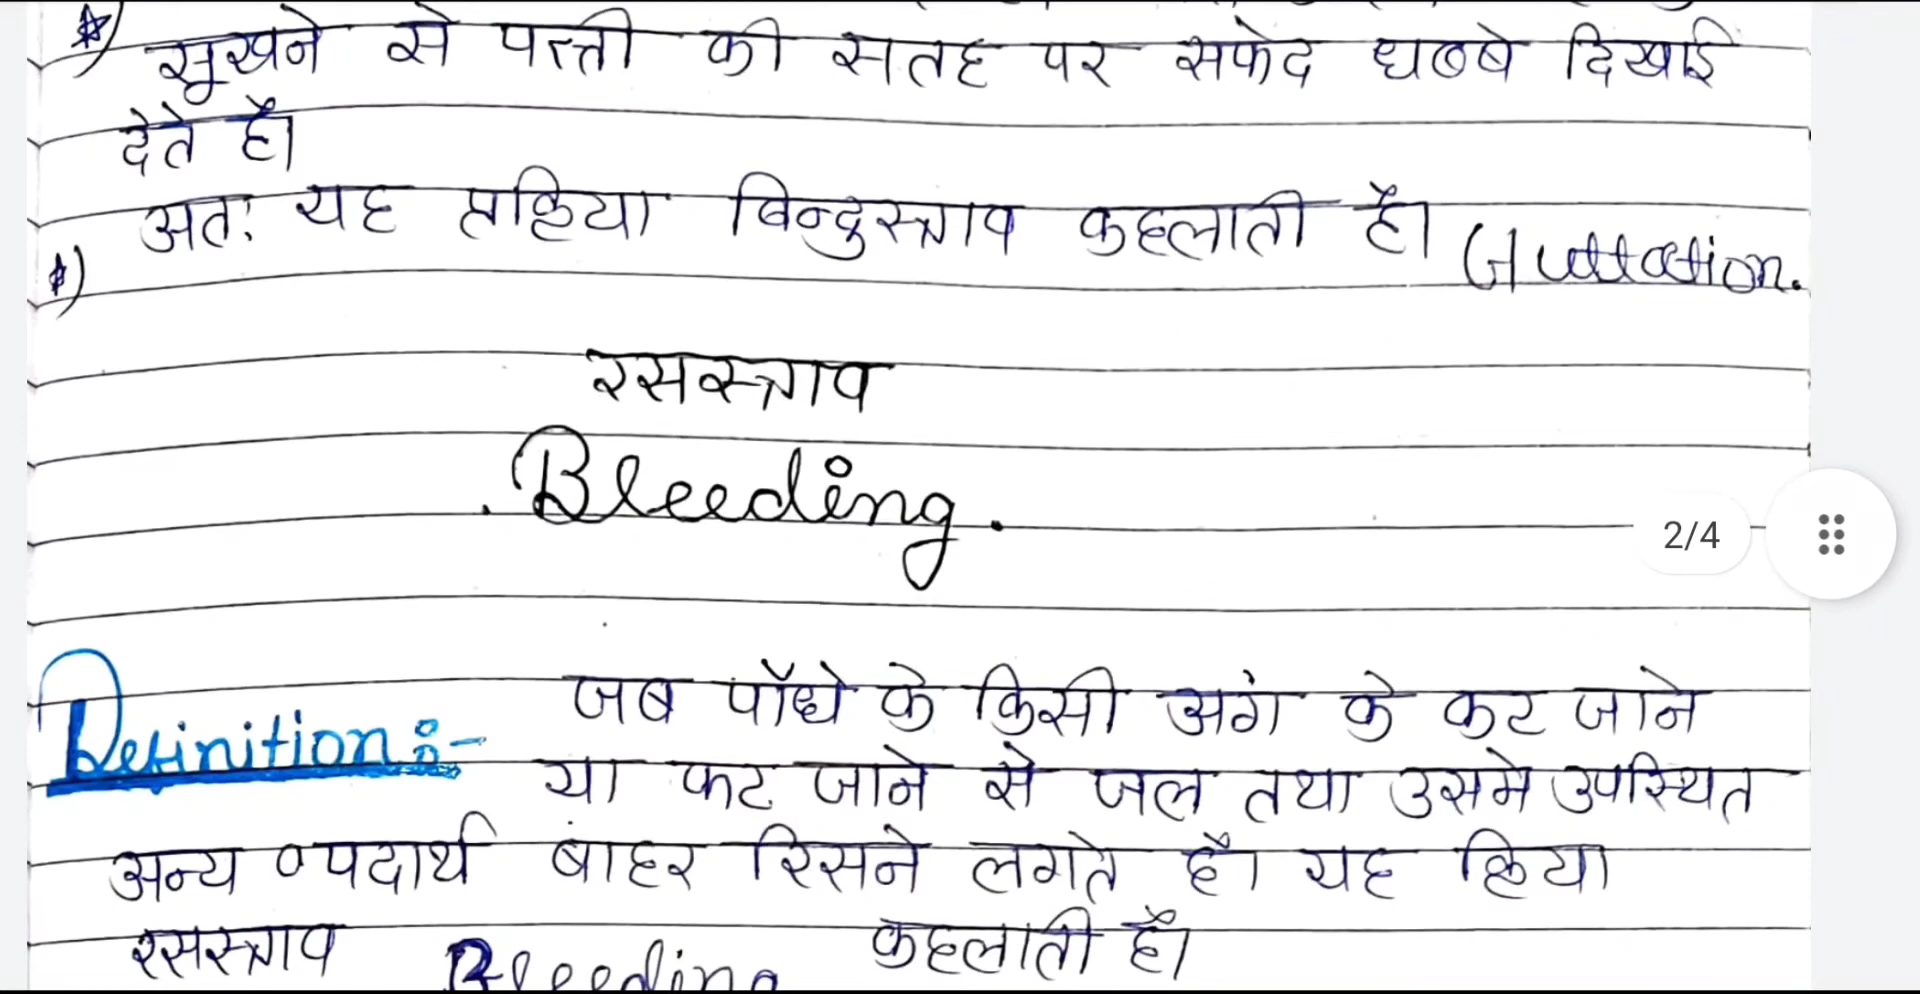 सूखने से पत्ती की सतह पर सफेद धब्बे दिखाई
देते है।
अतः यह प्रक्रिया बिन्दुस्त्राव कहलाती है। Guttation.
रसस्त्राव
Bleeding.
2/4
Definition:- जब पौधे के किसी अगं के कट जाने
या फट जाने से जल तथा उसमे उपस्थित
अन्य पदार्थ बाहर रिसने लगते है। यह क्रिया
रसस्त्राव Bleeding कहलाती है।